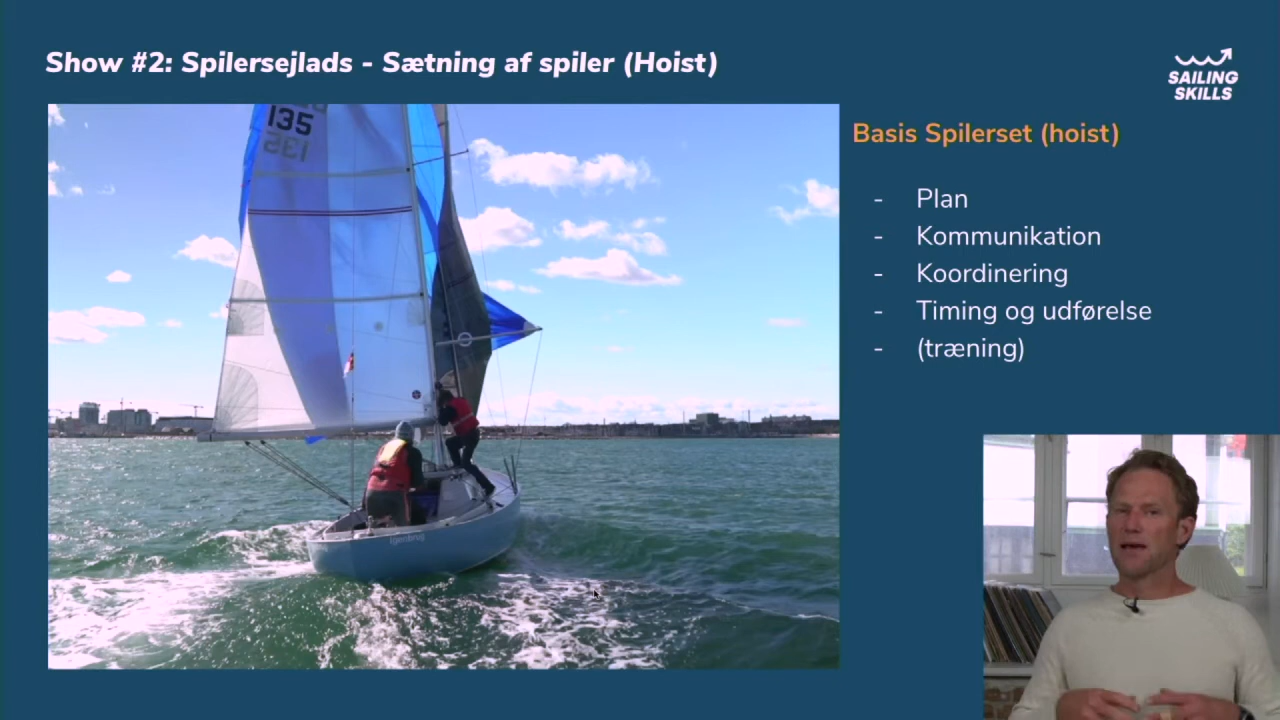 Show #2: Spilersejlads - Sætning af spiler (Hoist)
SAILING
SKILLS
135
135
Basis Spilerset (hoist)
- Plan
- Kommunikation
- Koordinering
- Timing og udførelse
- (træning)
Igenbrug